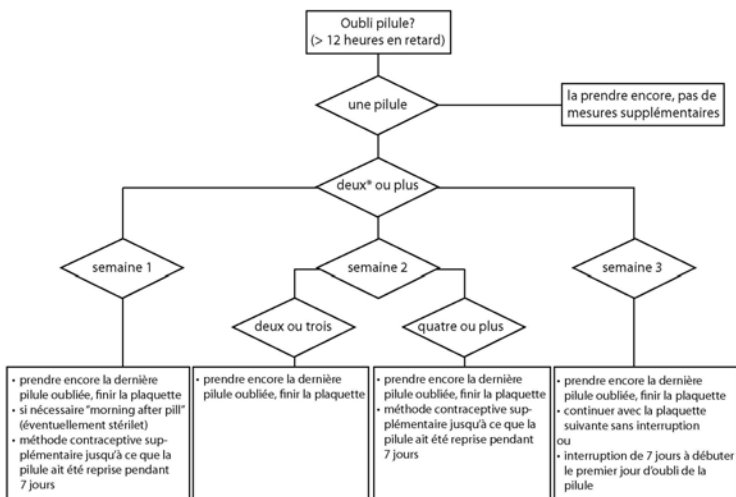 Oubli pilule?
(> 12 heures en retard)
une pilule
la prendre encore, pas de
mesures supplémentaires
deux* ou plus
semaine 1
semaine 2
semaine 3
deux ou trois
quatre ou plus
• prendre encore la dernière
pilule oubliée, finir la plaquette
• si nécessaire “morning after pill”
(éventuellement stérilet)
• méthode contraceptive sup-
plémentaire jusqu’à ce que la
pilule ait été reprise pendant
7 jours
• prendre encore la dernière
pilule oubliée, finir la plaquette
• prendre encore la dernière
pilule oubliée, finir la plaquette
• méthode contraceptive sup-
plémentaire jusqu’à ce que la
pilule ait été reprise pendant
7 jours
• prendre encore la dernière
pilule oubliée, finir la plaquette
• continuer avec la plaquette
suivante sans interruption
ou
• interruption de 7 jours à débuter
le premier jour d’oubli de la
pilule